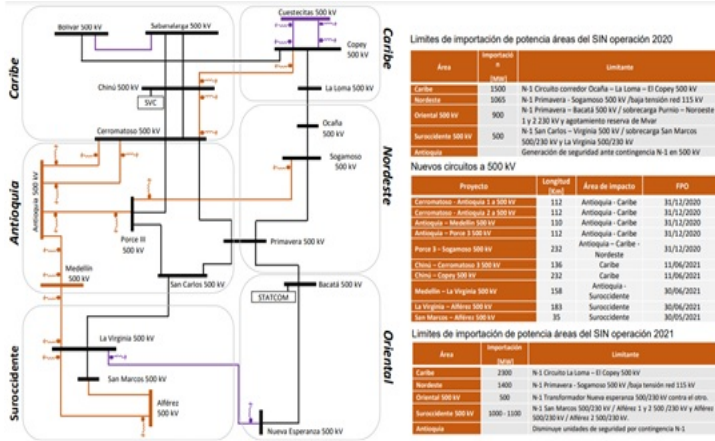 Bolívar 500 kV
Sabanalarga 500 kV
Cuestecitas 500 kV
Copey
500 kV
Caribe
Caribe
Chinú 500 kV
SVC
La Loma 500 kV
Cerromatoso 500 kV
Ocaña
500 kV
Sogamoso
500 kV
Nordeste
Antioquia
Antioquia 500 kV
Porce III
500 kV
Primavera 500 kV
Medellín
500 kV
San Carlos 500 kV
Bacatá 500 kV
STATCOM
Oriental
Suroccidente
La Virginia 500 kV
San Marcos 500 kV
Alférez
500 kV
Nueva Esperanza 500 kV
Limites de importación de potencia áreas del SIN operación 2020
Área Importación [MW] Limitante
Caribe 1500 N-1 Circuito corredor Ocaña – La Loma – El Copey 500 kV
Nordeste 1065 N-1 Primavera - Sogamoso 500 kV /baja tensión red 115 kV
Oriental 500 kV 900 N-1 Primavera – Bacatá 500 kV / sobrecarga Purnio – Noroeste
1 y 2 230 kV y agotamiento reserva de Mvar
Suroccidente 500 kV 500 N-1 San Carlos – Virginia 500 kV / sobrecarga San Marcos
500/230 kV y La Virginia 500/230 kV
Antioquia Generación de seguridad ante contingencia N-1 en 500 kV
Nuevos circuitos a 500 kV
Proyecto Longitud [Km] Área de impacto FPO
Cerromatoso - Antioquia 1 a 500 kV 112 Antioquia - Caribe 31/12/2020
Cerromatoso - Antioquia 2 a 500 kV 112 Antioquia - Caribe 31/12/2020
Antioquia – Medellín 500 kV 110 Antioquia - Caribe 31/12/2020
Antioquia – Porce 3 500 kV 112 Antioquia - Caribe 31/12/2020
Porce 3 – Sogamoso 500 kV 232 Antioquia – Caribe - Nordeste 31/12/2020
Chinú – Cerromatoso 3 500 kV 136 Caribe 11/06/2021
Chinú – Copey 500 kV 232 Caribe 11/06/2021
Medellín – La Virginia 500 kV 158 Antioquia - Suroccidente 30/06/2021
La Virginia – Alférez 500 kV 183 Suroccidente 30/06/2021
San Marcos – Alférez 500 kV 35 Suroccidente 30/05/2021
Limites de importación de potencia áreas del SIN operación 2021
Área Importación [MW] Limitante
Caribe 2300 N-1 Circuito La Loma – El Copey 500 kV
Nordeste 1400 N-1 Primavera - Sogamoso 500 kV /baja tensión red 115 kV
Oriental 500 kV 500 N-1 Transformador Nueva esperanza 500/230 kV contra el otro.
Suroccidente 500 kV 1000 - 1100 N-1 San Marcos 500/230 kV / Alférez 1 y 2 500 /230 kV y Alférez
500/230 kV / Alférez 2 500/230 kV.
Antioquia Disminuye unidades de seguridad por contingencia N-1